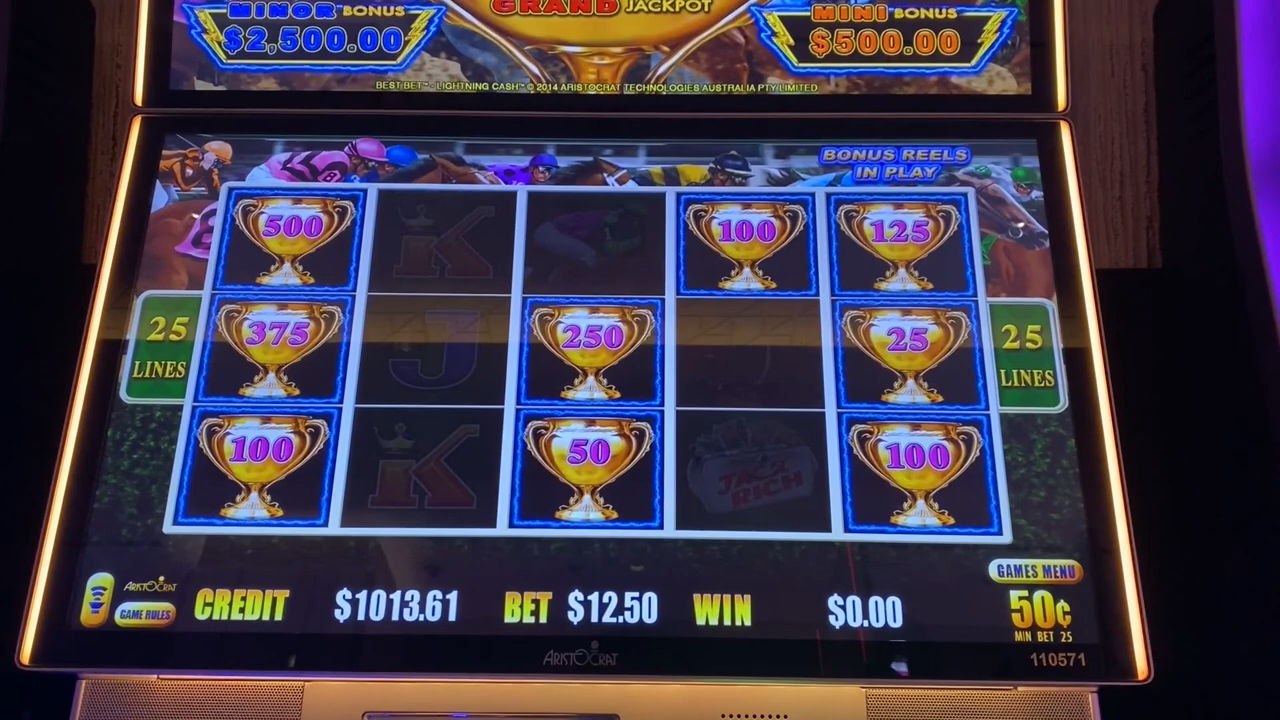 MINOR BONUS
$2,500.00
GRAND JACKPOT
MINI BONUS
$500.00
BEST BET™ - LIGHTNING CASH™ © 2014 ARISTOCRAT TECHNOLOGIES AUSTRALIA PTY LIMITED
BONUS REELS
IN PLAY
8
500
K
100
125
25
LINES
375
J
250
25
25
LINES
100
K
50
JACK
RICH
100
GAMES MENU
ARISTOCRAT
GAME RULES
CREDIT $1013.61 BET $12.50 WIN $0.00
50¢
MIN BET 25
ARISTOCRAT
110571